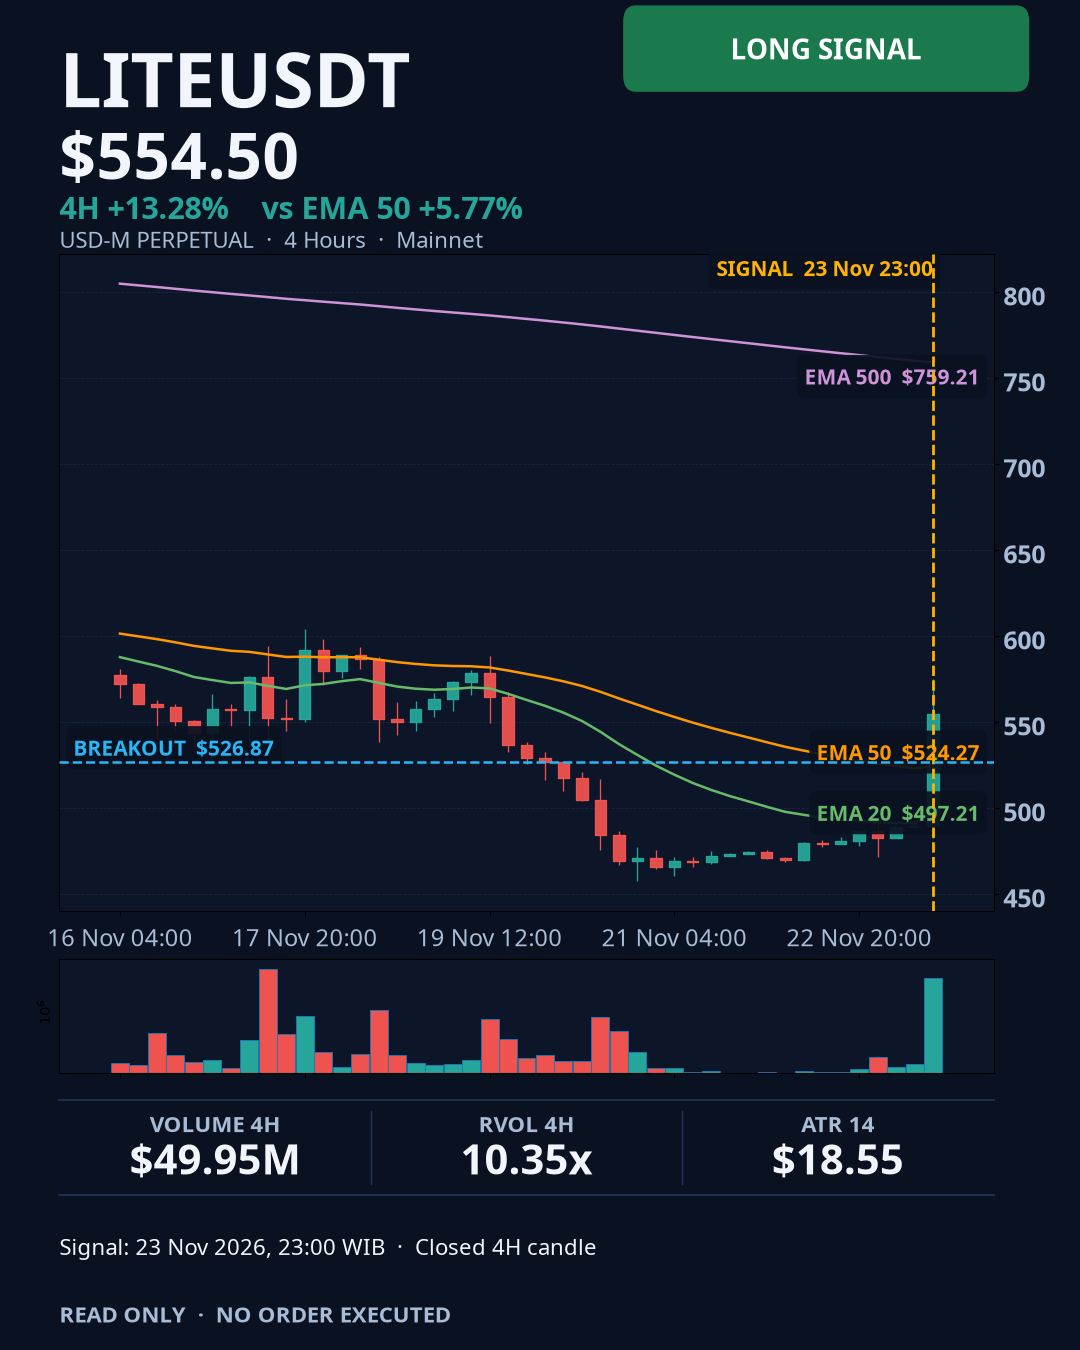 LONG SIGNAL
LITEUSDT
$554.50
4H +13.28% vs EMA 50 +5.77%
USD-M PERPETUAL · 4 Hours · Mainnet
SIGNAL 23 Nov 23:00
800
EMA 500 $759.21
750
700
650
600
550
BREAKOUT $526.87
EMA 50 $524.27
EMA 20 $497.21
500
450
16 Nov 04:00 17 Nov 20:00 19 Nov 12:00 21 Nov 04:00 22 Nov 20:00
10⁶
VOLUME 4H RVOL 4H ATR 14
$49.95M 10.35x $18.55
Signal: 23 Nov 2026, 23:00 WIB · Closed 4H candle
READ ONLY · NO ORDER EXECUTED